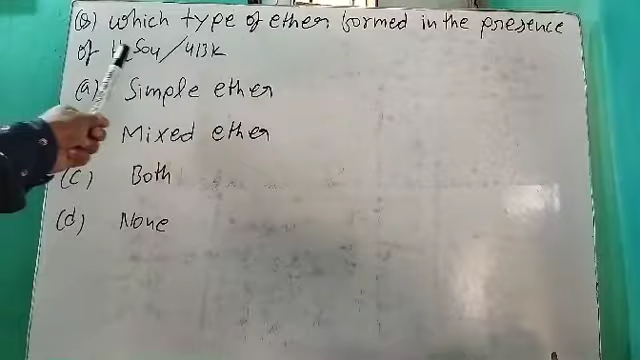 Q) Which type of ether formed in the presence
of H2SO4/413K
(a) Simple ether
Mixed ether
(c) Both
(d) None